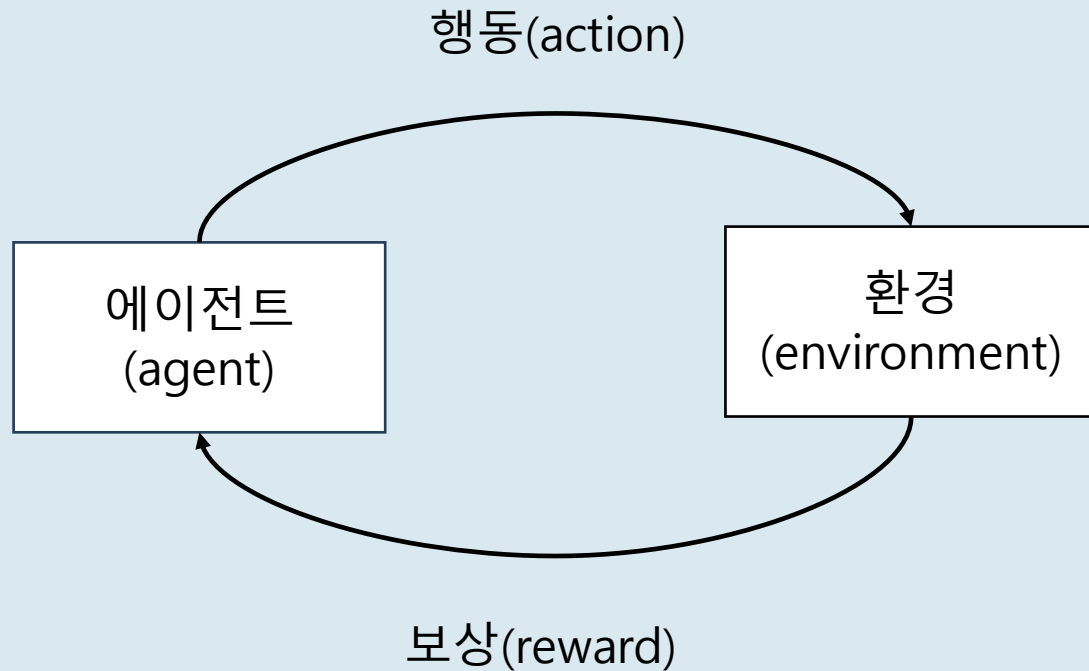 행동(action)
에이전트
(agent)
환경
(environment)
보상(reward)